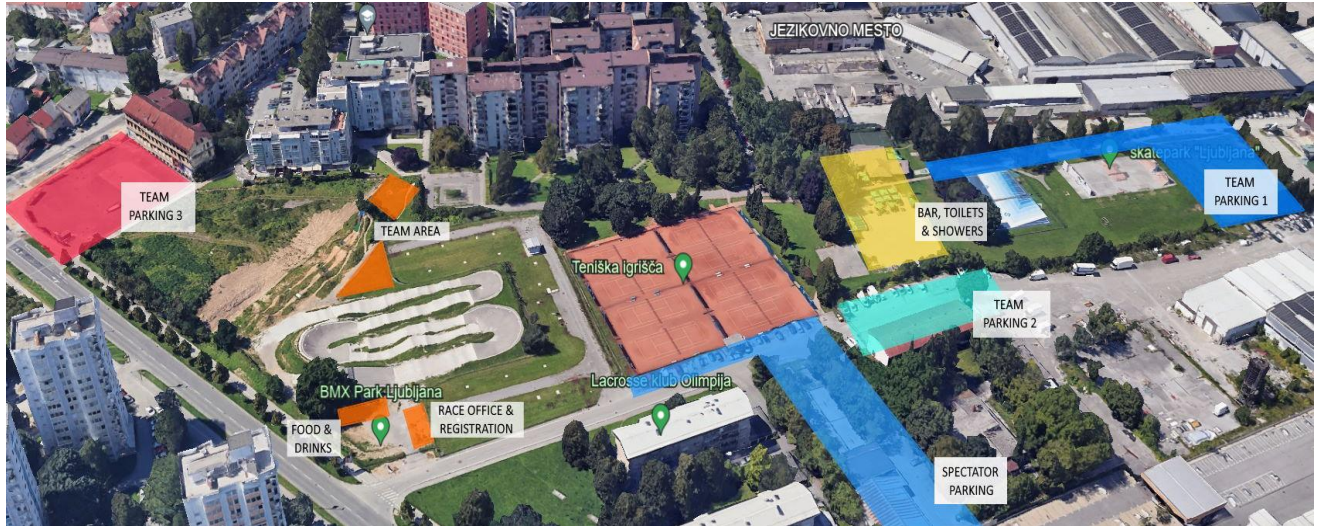 JEZIKOVNO MESTO
skatepark "Ljubljana"
TEAM
PARKING 3
TEAM
PARKING 1
BAR, TOILETS
& SHOWERS
TEAM AREA
Teniška igrišča
TEAM
PARKING 2
BMX Park Ljubljana
Lacrosse klub Olimpija
FOOD &
DRINKS
RACE OFFICE &
REGISTRATION
SPECTATOR
PARKING